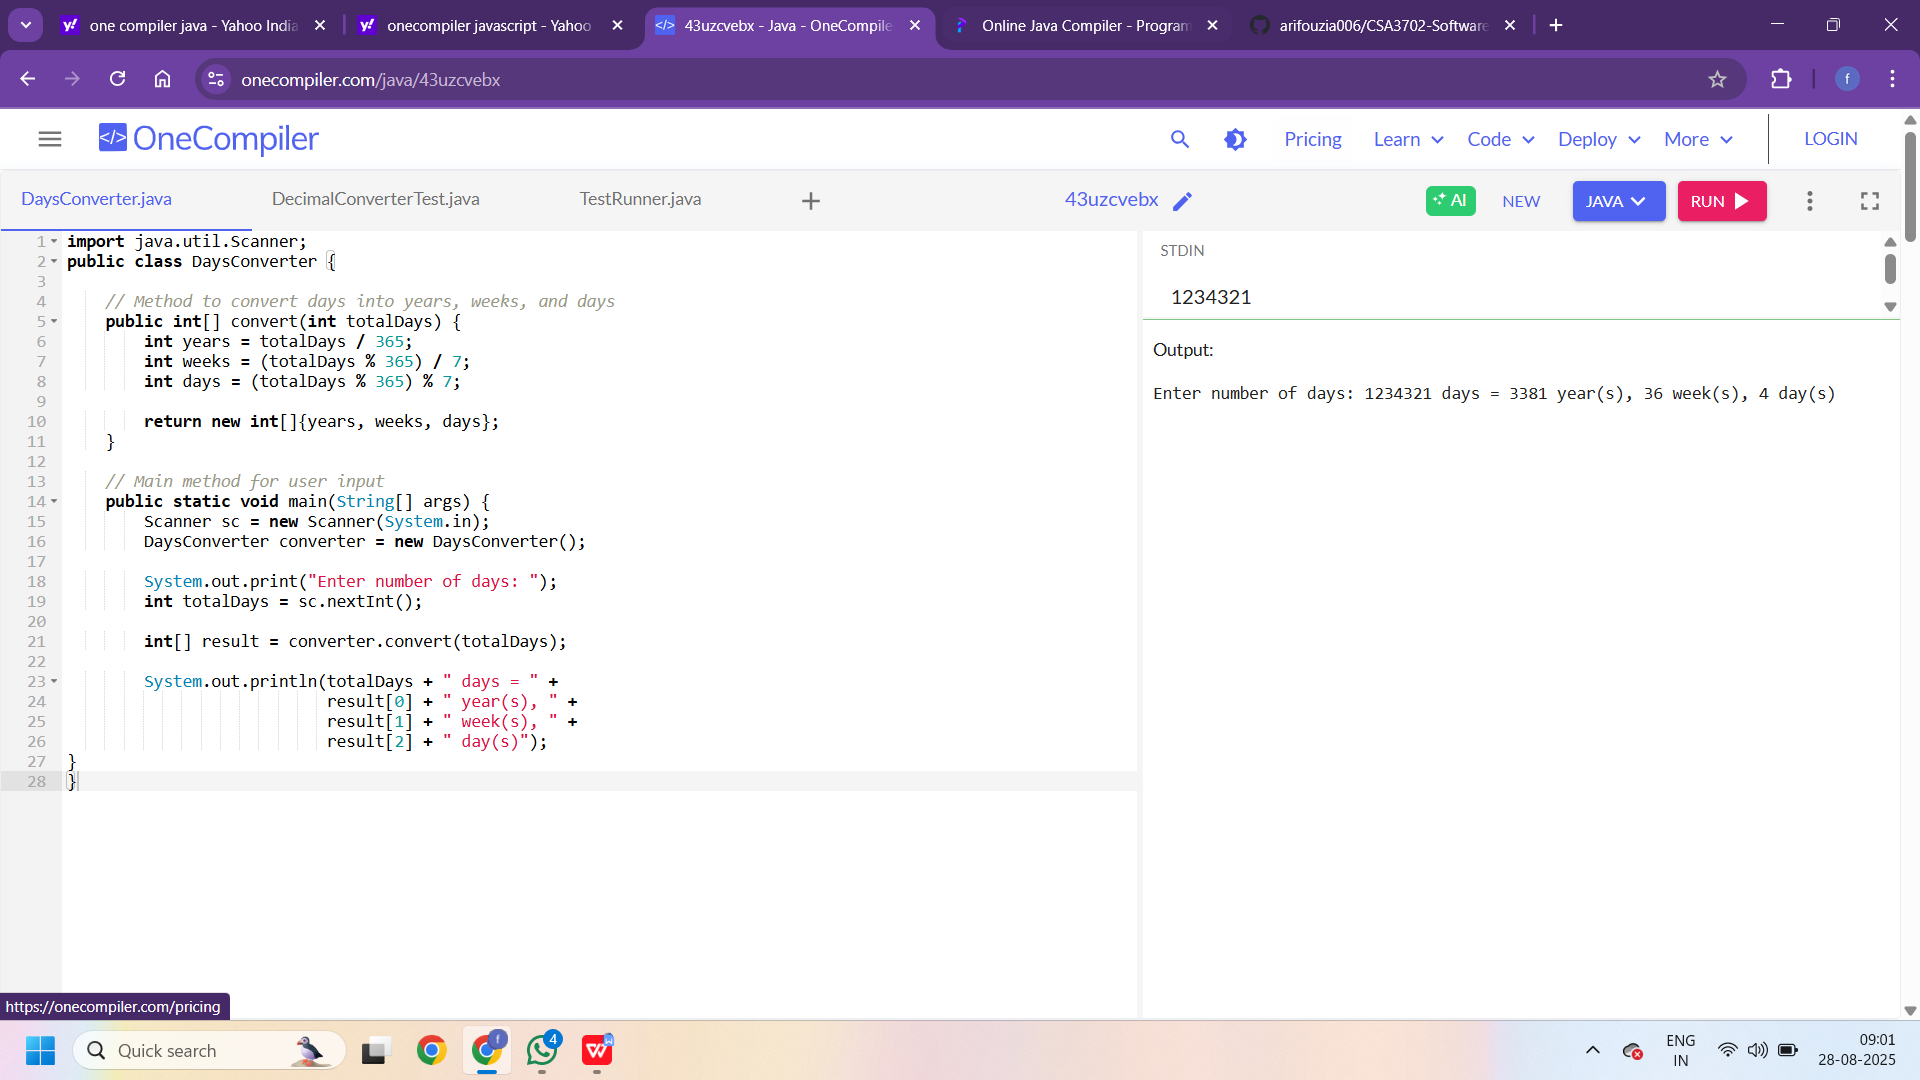 one compiler java - Yahoo India
onecompiler javascript - Yahoo
43uzcvebx - Java - OneCompile
Online Java Compiler - Program
arifouzia006/CSA3702-Software
onecompiler.com/java/43uzcvebx
f
OneCompiler
Pricing
Learn
Code
Deploy
More
LOGIN
DaysConverter.java
DecimalConverterTest.java
TestRunner.java
43uzcvebx
AI
NEW
JAVA
RUN
1 import java.util.Scanner;
2 public class DaysConverter {
3
4 // Method to convert days into years, weeks, and days
5 public int[] convert(int totalDays) {
6 int years = totalDays / 365;
7 int weeks = (totalDays % 365) / 7;
8 int days = (totalDays % 365) % 7;
9
10 return new int[]{years, weeks, days};
11 }
12
13 // Main method for user input
14 public static void main(String[] args) {
15 Scanner sc = new Scanner(System.in);
16 DaysConverter converter = new DaysConverter();
17
18 System.out.print("Enter number of days: ");
19 int totalDays = sc.nextInt();
20
21 int[] result = converter.convert(totalDays);
22
23 System.out.println(totalDays + " days = " +
24 result[0] + " year(s), " +
25 result[1] + " week(s), " +
26 result[2] + " day(s)");
27 }
28 }
STDIN
1234321
Output:
Enter number of days: 1234321 days = 3381 year(s), 36 week(s), 4 day(s)
https://onecompiler.com/pricing
Quick search
f
4
W
ENG
IN
09:01
28-08-2025